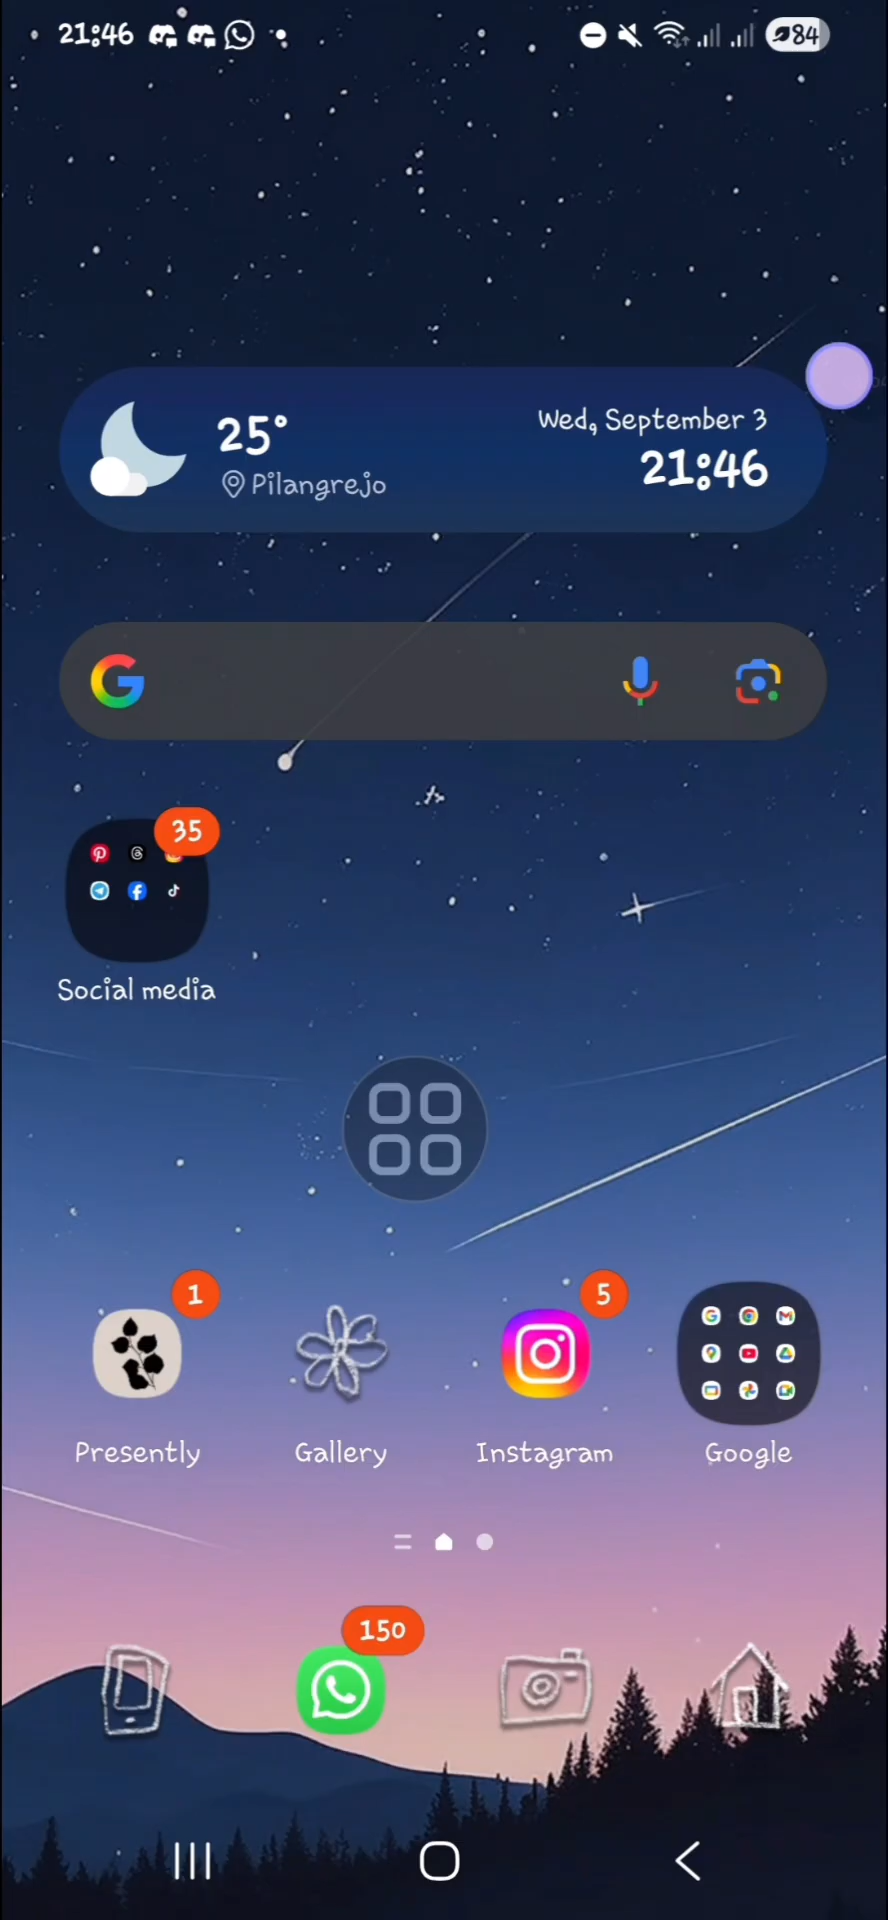 21:46
84
25°
Wed, September 3
Pilangrejo
21:46
35
Social media
1
5
Presently
Gallery
Instagram
Google
150